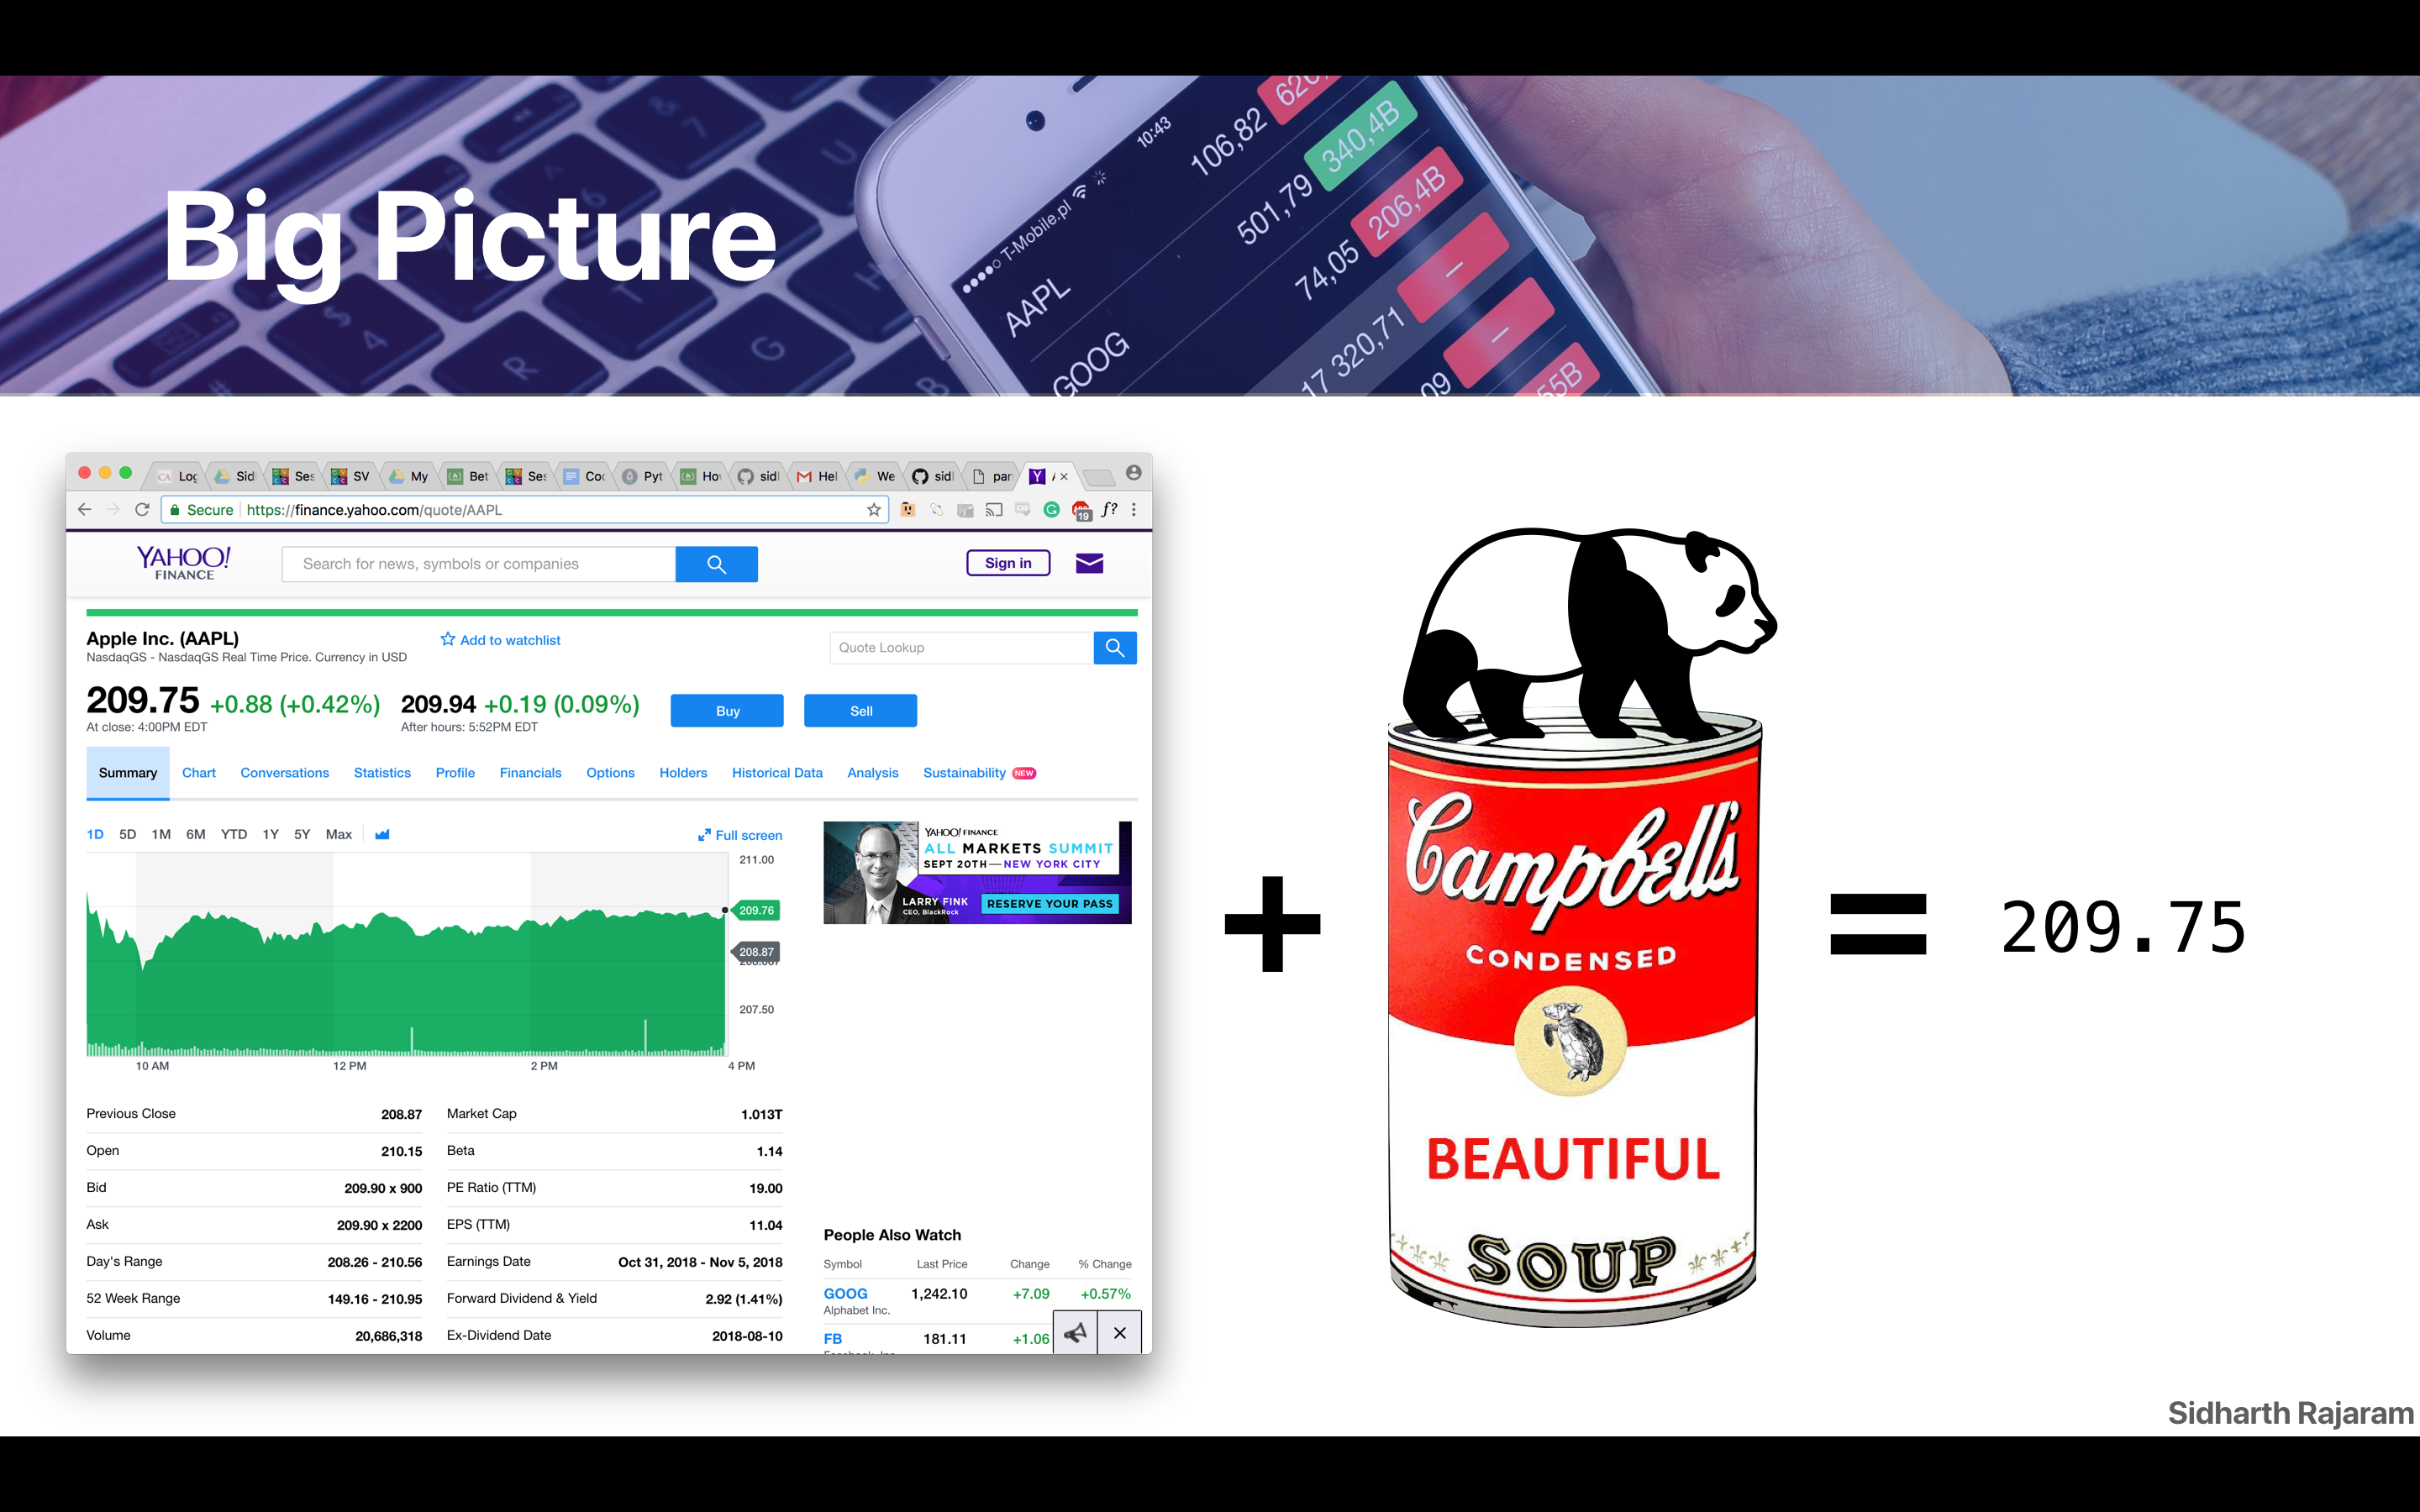 Big Picture
10:43
T-Mobile.pl
106,82
AAPL
501,79 340,4B
GOOG
74,05 206,4B
17 320,71 –
09 –
55B
Log Sid Ses SV My Bet Ses Coc Pyt Ho sidl Hel We sidl par
Secure https://finance.yahoo.com/quote/AAPL
19 f?
YAHOO!
FINANCE
Search for news, symbols or companies
Sign in
Apple Inc. (AAPL)
Add to watchlist
NasdaqGS - NasdaqGS Real Time Price. Currency in USD
Quote Lookup
209.75 +0.88 (+0.42%) 209.94 +0.19 (0.09%)
At close: 4:00PM EDT After hours: 5:52PM EDT
Buy Sell
Summary Chart Conversations Statistics Profile Financials Options Holders Historical Data Analysis Sustainability NEW
1D 5D 1M 6M YTD 1Y 5Y Max
Full screen
211.00
209.76
208.87
207.50
10 AM 12 PM 2 PM 4 PM
YAHOO! FINANCE
ALL MARKETS SUMMIT
SEPT 20TH—NEW YORK CITY
LARRY FINK
CEO, BlackRock
RESERVE YOUR PASS
Previous Close 208.87 Market Cap 1.013T
Open 210.15 Beta 1.14
Bid 209.90 x 900 PE Ratio (TTM) 19.00
Ask 209.90 x 2200 EPS (TTM) 11.04
Day's Range 208.26 - 210.56 Earnings Date Oct 31, 2018 - Nov 5, 2018
52 Week Range 149.16 - 210.95 Forward Dividend & Yield 2.92 (1.41%)
Volume 20,686,318 Ex-Dividend Date 2018-08-10
People Also Watch
Symbol Last Price Change % Change
GOOG 1,242.10 +7.09 +0.57%
Alphabet Inc.
FB 181.11 +1.06
+
Campbell's
CONDENSED
BEAUTIFUL
SOUP
=
209.75
Sidharth Rajaram